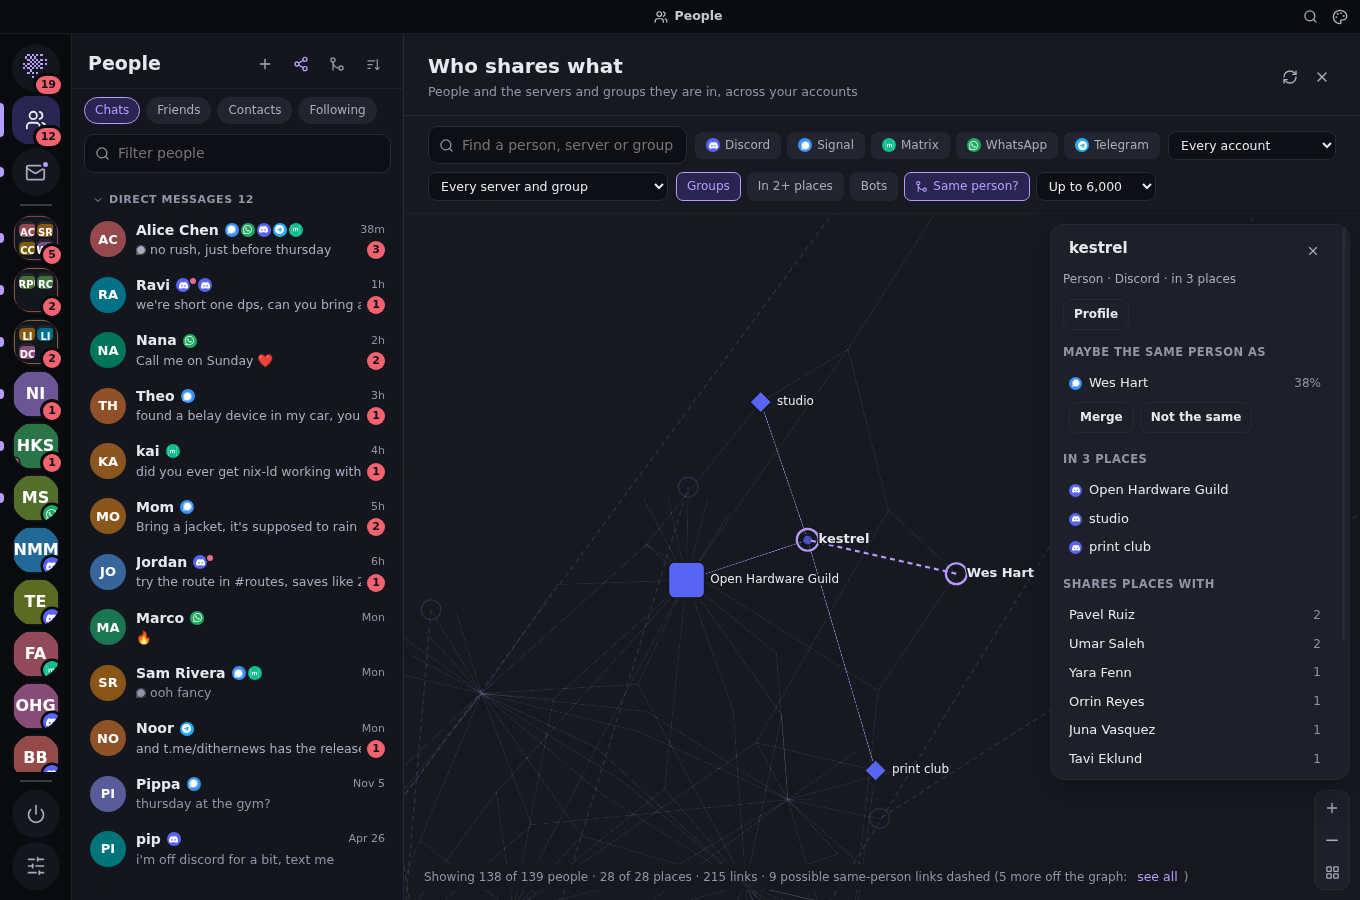 People
19
12
5
2
2
NI
1
HKS
1
MS
NMM
TE
FA
OHG
BB
People
Chats
Friends
Contacts
Following
Filter people
DIRECT MESSAGES 12
AC
Alice Chen
38m
no rush, just before thursday
3
RA
Ravi
1h
we're short one dps, can you bring a
1
NA
Nana
2h
Call me on Sunday ❤️
2
TH
Theo
3h
found a belay device in my car, you
1
KA
kai
4h
did you ever get nix-ld working with
1
MO
Mom
5h
Bring a jacket, it's supposed to rain
2
JO
Jordan
6h
try the route in #routes, saves like 2
1
MA
Marco
Mon
🔥
SR
Sam Rivera
Mon
ooh fancy
NO
Noor
Mon
and t.me/dithernews has the release
1
PI
Pippa
Nov 5
thursday at the gym?
PI
pip
Apr 26
i'm off discord for a bit, text me
Who shares what
People and the servers and groups they are in, across your accounts
Find a person, server or group
Discord
Signal
Matrix
WhatsApp
Telegram
Every account
Every server and group
Groups
In 2+ places
Bots
Same person?
Up to 6,000
studio
kestrel
Wes Hart
Open Hardware Guild
print club
kestrel
Person · Discord · in 3 places
Profile
MAYBE THE SAME PERSON AS
Wes Hart
38%
Merge
Not the same
IN 3 PLACES
Open Hardware Guild
studio
print club
SHARES PLACES WITH
Pavel Ruiz
2
Umar Saleh
2
Yara Fenn
1
Orrin Reyes
1
Juna Vasquez
1
Tavi Eklund
1
Showing 138 of 139 people · 28 of 28 places · 215 links · 9 possible same-person links dashed (5 more off the graph: see all )